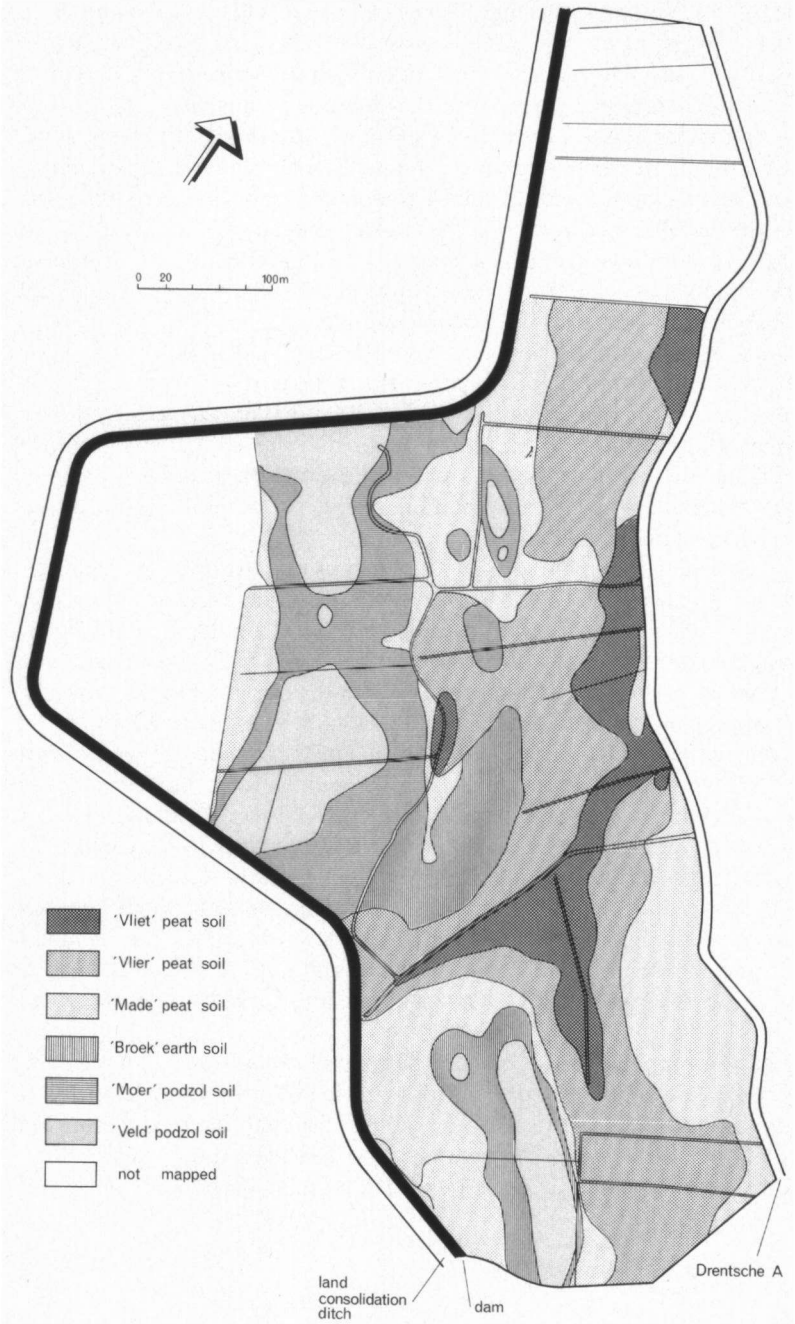 0 20 100m
'Vliet' peat soil
'Vlier' peat soil
'Made' peat soil
'Broek' earth soil
'Moer' podzol soil
'Veld' podzol soil
not mapped
Drentsche A
land
consolidation
ditch
dam